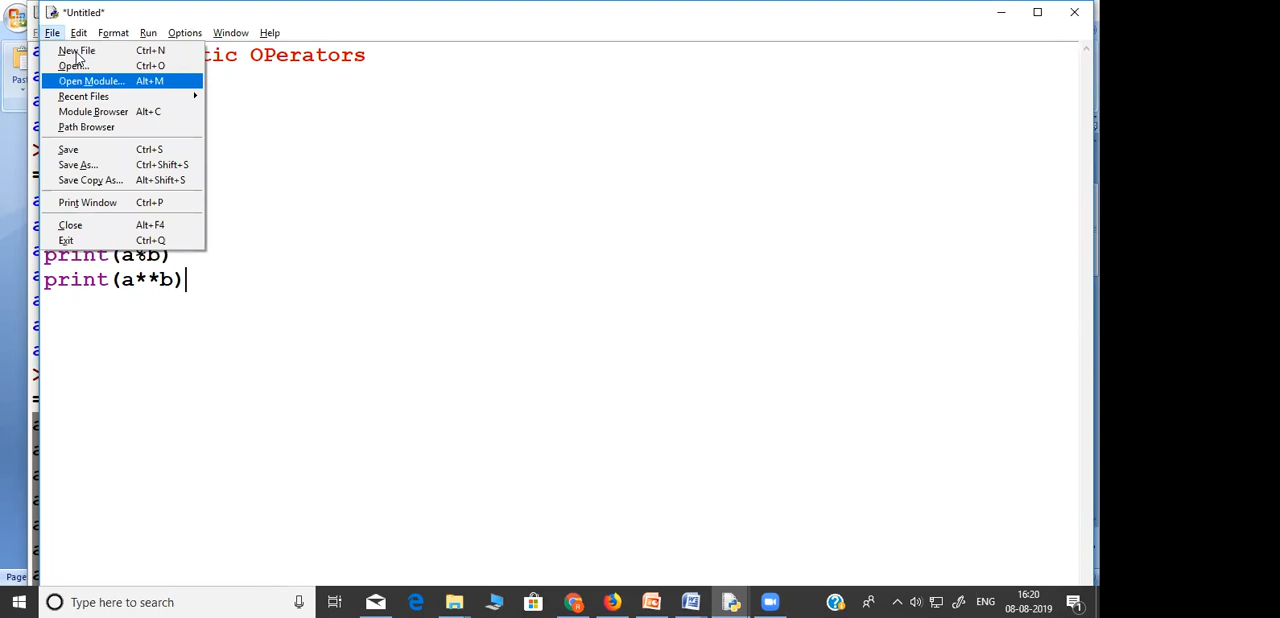 *Untitled*
File Edit Format Run Options Window Help
New File Ctrl+N
Open... Ctrl+O
Open Module... Alt+M
Recent Files
Module Browser Alt+C
Path Browser
Save Ctrl+S
Save As... Ctrl+Shift+S
Save Copy As... Alt+Shift+S
Print Window Ctrl+P
Close Alt+F4
Exit Ctrl+Q
tic OPerators
print(a%b)
print(a**b)
Page
Type here to search
ENG
16:20
08-08-2019